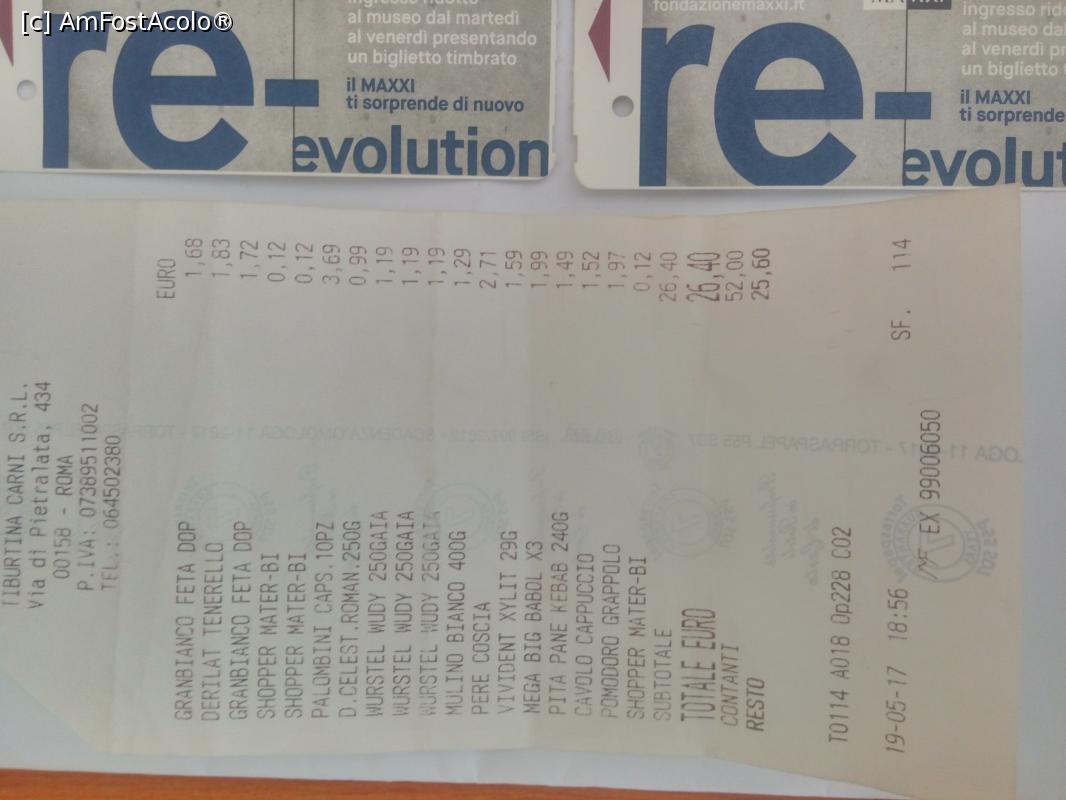 [c] AmFostAcolo®
ingresso ridotto
al museo dal martedì
al venerdì presentando
un biglietto timbrato
re-
il MAXXI
ti sorprende di nuovo
evolution
fondazionemaxxi.it
MAXXI
ingresso rido
al museo dal
al venerdì pr
un biglietto t
re-
il MAXXI
ti sorprende
evolut
TIBURTINA CARNI S.R.L.
Via di Pietralata, 434
00158 - ROMA
P.IVA: 07389511002
TEL.: 064502380
EURO
GRANBIANCO FETA DOP 1,68
DERILAT TENERELLO 1,83
GRANBIANCO FETA DOP 1,72
SHOPPER MATER-BI 0,12
SHOPPER MATER-BI 0,12
PALUMBINI CAPS.10PZ 3,69
D.CELEST.ROMAN.250G 0,99
WURSTEL WUDY 250GAIA 1,19
WURSTEL WUDY 250GAIA 1,19
WURSTEL WUDY 250GAIA 1,19
MULINO BIANCO 400G 1,29
PERE COSCIA 2,71
VIVIDENT XYLIT 29G 1,59
MEGA BIG BABOL X3 1,99
PITA PANE KEBAB 240G 1,49
CAVOLO CAPPUCCIO 1,52
POMODORO GRAPPOLO 1,97
SHOPPER MATER-BI 0,12
SUBTOTALE 26,40
TOTALE EURO 26,40
CONTANTI 52,00
RESTO 25,60
T0114 A018 Op228 C02
19-05-17 18:56 SF. 114
MF EX 99006050